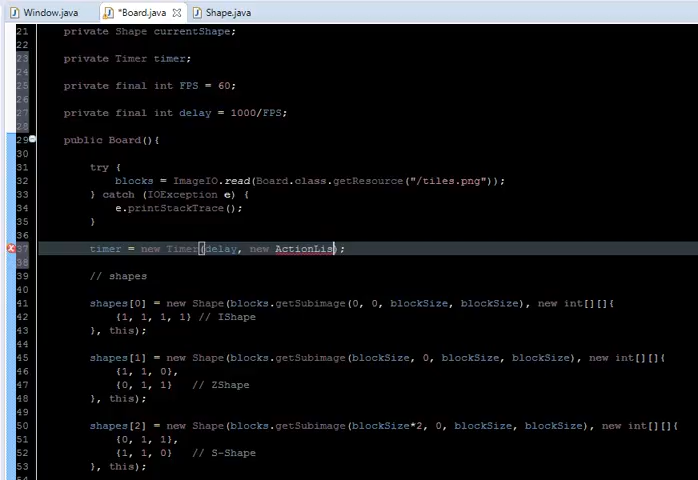 Window.java *Board.java Shape.java
21 private Shape currentShape;
22
23 private Timer timer;
24
25 private final int FPS = 60;
26
27 private final int delay = 1000/FPS;
28
29 public Board(){
30
31 try {
32 blocks = ImageIO.read(Board.class.getResource("/tiles.png"));
33 } catch (IOException e) {
34 e.printStackTrace();
35 }
36
37 timer = new Timer(delay, new ActionLis);
38
39 // shapes
40
41 shapes[0] = new Shape(blocks.getSubimage(0, 0, blockSize, blockSize), new int[][]{
42 {1, 1, 1, 1} // IShape
43 }, this);
44
45 shapes[1] = new Shape(blocks.getSubimage(blockSize, 0, blockSize, blockSize), new int[][]{
46 {1, 1, 0},
47 {0, 1, 1} // ZShape
48 }, this);
49
50 shapes[2] = new Shape(blocks.getSubimage(blockSize*2, 0, blockSize, blockSize), new int[][]{
51 {0, 1, 1},
52 {1, 1, 0} // S-Shape
53 }, this);
54